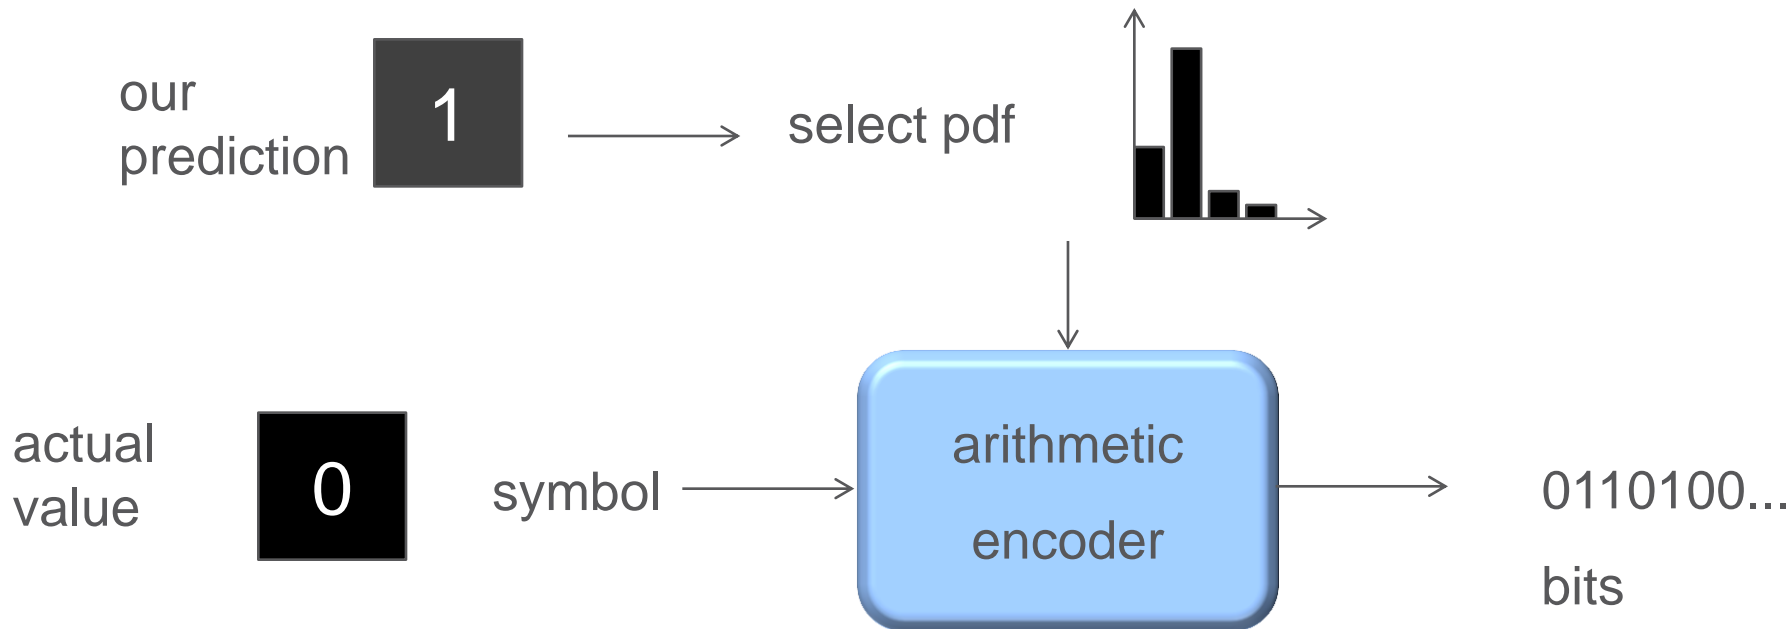 our
prediction
1
select pdf
actual
value
0
symbol
arithmetic
encoder
0110100...
bits